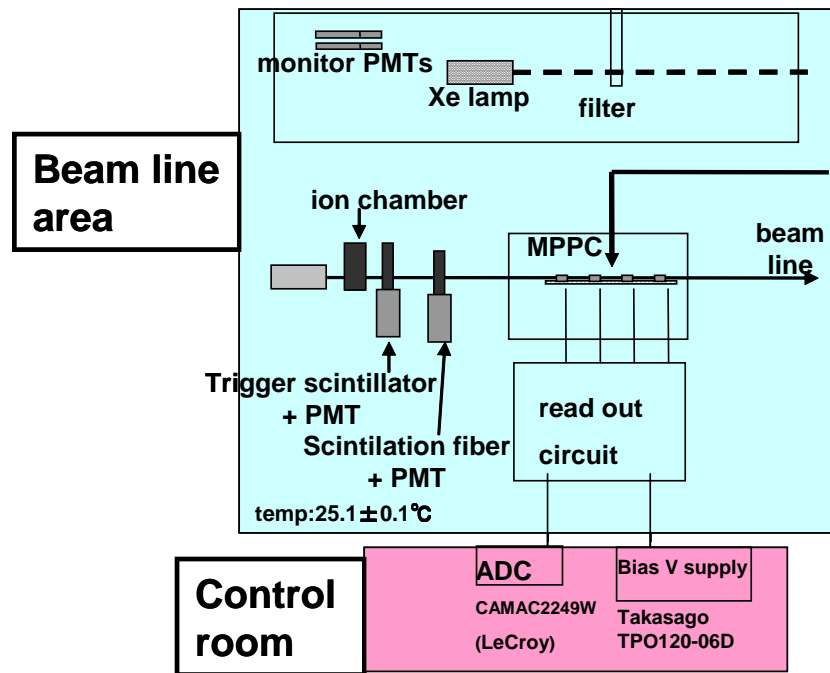 monitor PMTs
Xe lamp
filter
Beam line
area
ion chamber
MPPC
beam
line
Trigger scintillator
+ PMT
Scintilation fiber
+ PMT
read out
circuit
temp:25.1±0.1℃
Control
room
ADC
CAMAC2249W
(LeCroy)
Bias V supply
Takasago
TPO120-06D